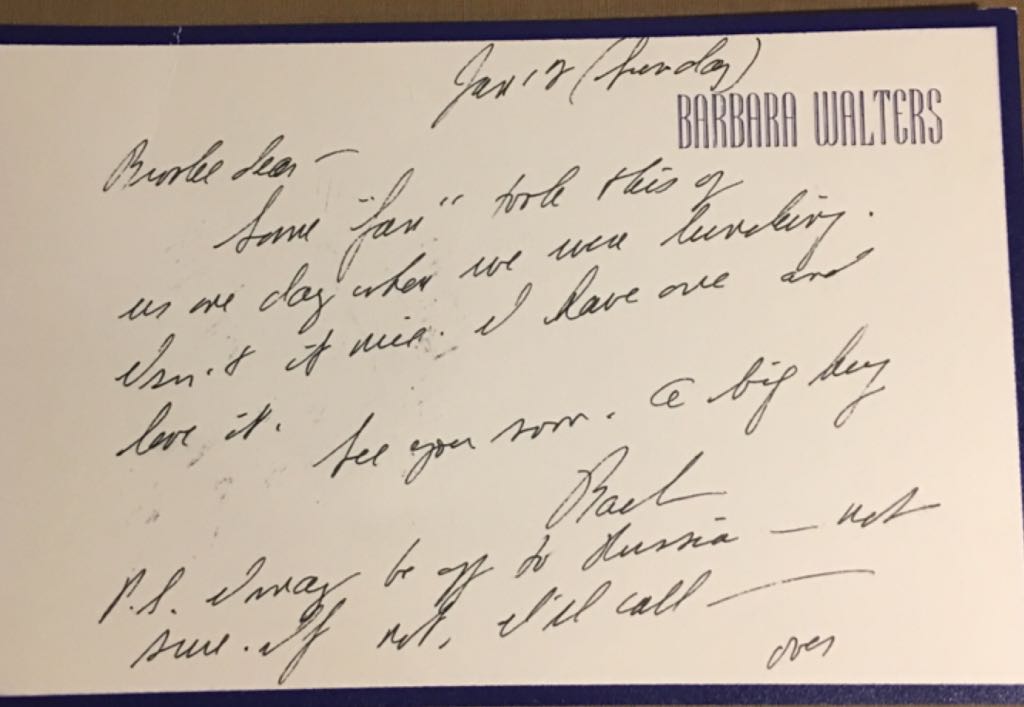 Jan 12 (Sunday)
BARBARA WALTERS
Brooke dear –
Some "fan" took this of
us one day when we were lunching.
Isn't it nice. I have one and
love it.
See you soon. A big hug
Barb
P.S. I may be off to Russia — not
sure. If not, I'll call —
over